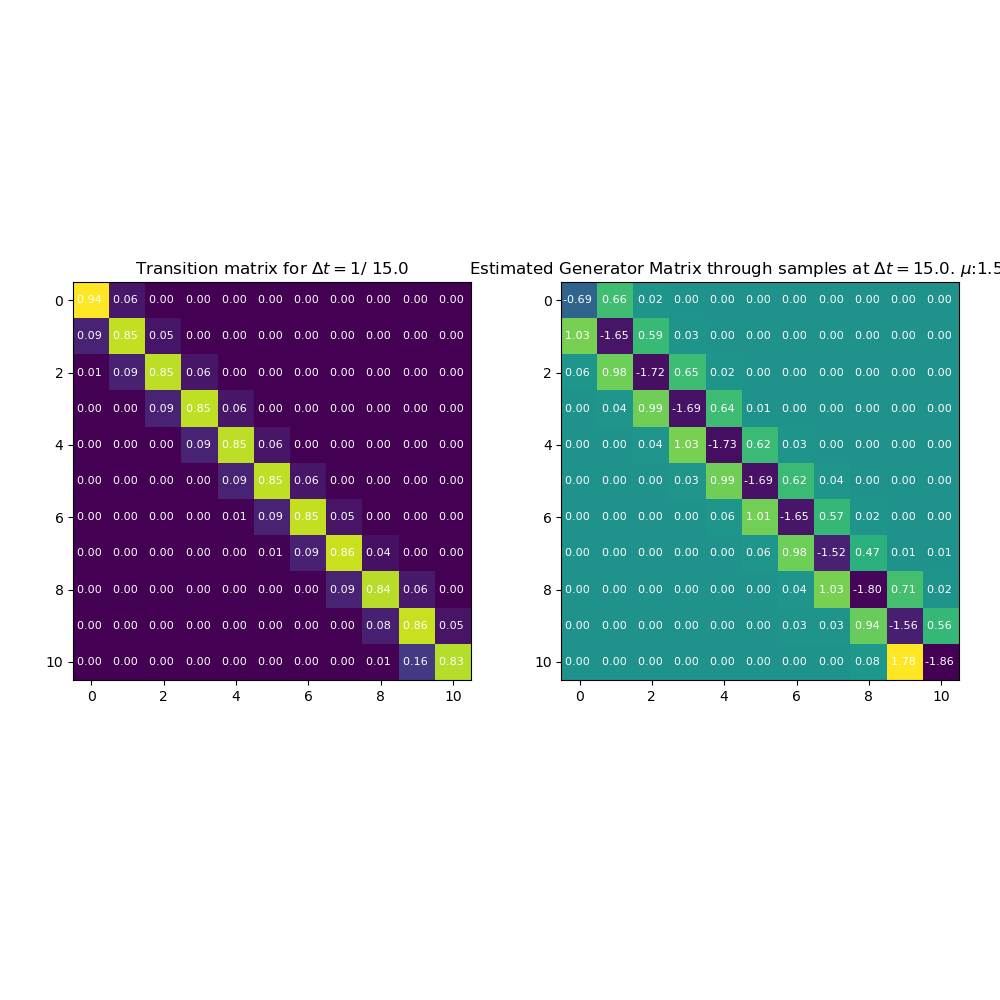 Transition matrix for Δt = 1/ 15.0
0 0.94 0.06 0.00 0.00 0.00 0.00 0.00 0.00 0.00 0.00 0.00
0.09 0.85 0.05 0.00 0.00 0.00 0.00 0.00 0.00 0.00 0.00
2 0.01 0.09 0.85 0.06 0.00 0.00 0.00 0.00 0.00 0.00 0.00
0.00 0.00 0.09 0.85 0.06 0.00 0.00 0.00 0.00 0.00 0.00
4 0.00 0.00 0.00 0.09 0.85 0.06 0.00 0.00 0.00 0.00 0.00
0.00 0.00 0.00 0.00 0.09 0.85 0.06 0.00 0.00 0.00 0.00
6 0.00 0.00 0.00 0.00 0.01 0.09 0.85 0.05 0.00 0.00 0.00
0.00 0.00 0.00 0.00 0.00 0.01 0.09 0.86 0.04 0.00 0.00
8 0.00 0.00 0.00 0.00 0.00 0.00 0.00 0.09 0.84 0.06 0.00
0.00 0.00 0.00 0.00 0.00 0.00 0.00 0.00 0.08 0.86 0.05
10 0.00 0.00 0.00 0.00 0.00 0.00 0.00 0.00 0.01 0.16 0.83
0 2 4 6 8 10
Estimated Generator Matrix through samples at Δt = 15.0. μ:1.5
0 -0.69 0.66 0.02 0.00 0.00 0.00 0.00 0.00 0.00 0.00 0.00
1.03 -1.65 0.59 0.03 0.00 0.00 0.00 0.00 0.00 0.00 0.00
2 0.06 0.98 -1.72 0.65 0.02 0.00 0.00 0.00 0.00 0.00 0.00
0.00 0.04 0.99 -1.69 0.64 0.01 0.00 0.00 0.00 0.00 0.00
4 0.00 0.00 0.04 1.03 -1.73 0.62 0.03 0.00 0.00 0.00 0.00
0.00 0.00 0.00 0.03 0.99 -1.69 0.62 0.04 0.00 0.00 0.00
6 0.00 0.00 0.00 0.00 0.06 1.01 -1.65 0.57 0.02 0.00 0.00
0.00 0.00 0.00 0.00 0.00 0.06 0.98 -1.52 0.47 0.01 0.01
8 0.00 0.00 0.00 0.00 0.00 0.00 0.04 1.03 -1.80 0.71 0.02
0.00 0.00 0.00 0.00 0.00 0.00 0.03 0.03 0.94 -1.56 0.56
10 0.00 0.00 0.00 0.00 0.00 0.00 0.00 0.00 0.08 1.78 -1.86
0 2 4 6 8 10